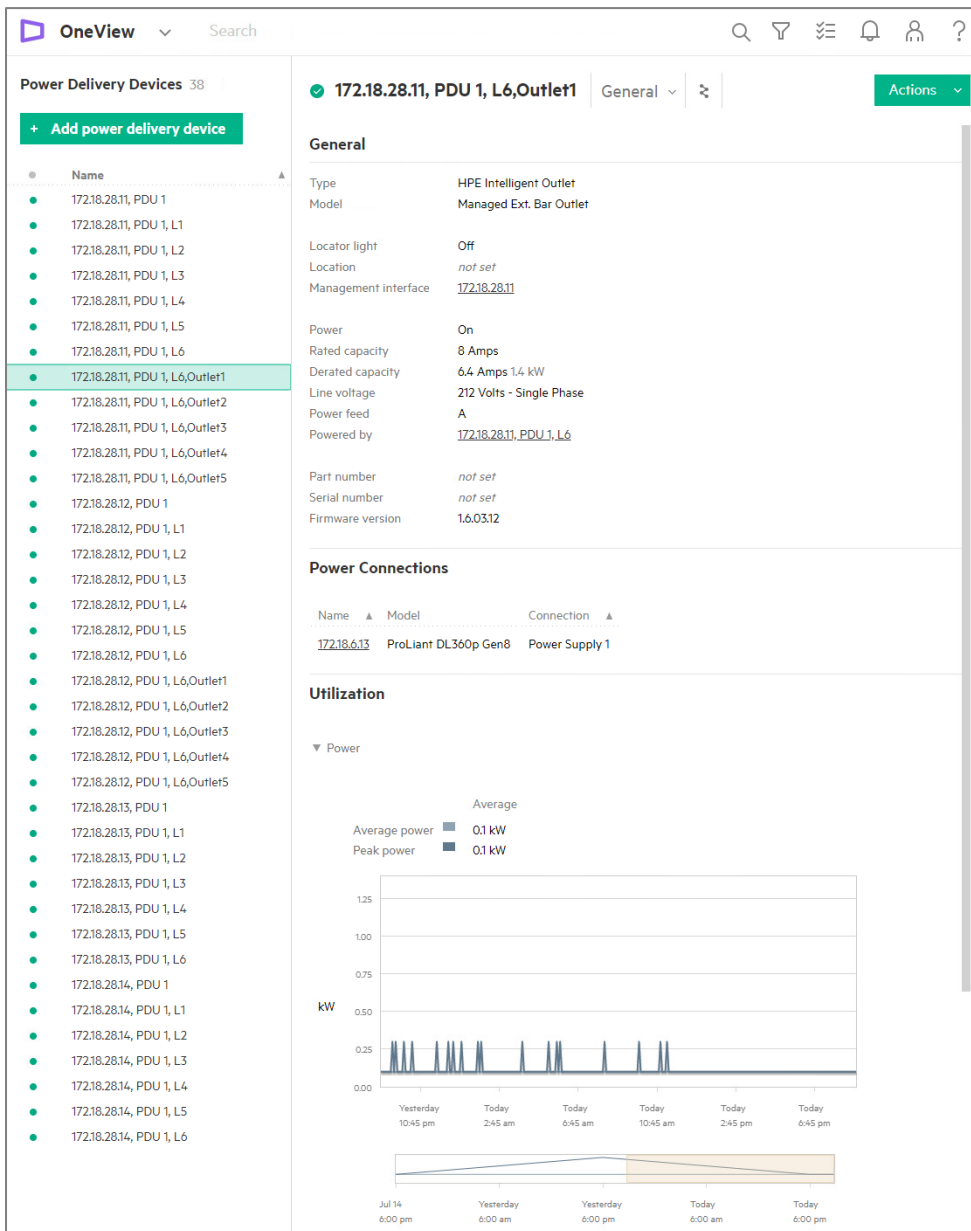 OneView
Search
Power Delivery Devices 38
+ Add power delivery device
Name
172.18.28.11, PDU 1
172.18.28.11, PDU 1, L1
172.18.28.11, PDU 1, L2
172.18.28.11, PDU 1, L3
172.18.28.11, PDU 1, L4
172.18.28.11, PDU 1, L5
172.18.28.11, PDU 1, L6
172.18.28.11, PDU 1, L6,Outlet1
172.18.28.11, PDU 1, L6,Outlet2
172.18.28.11, PDU 1, L6,Outlet3
172.18.28.11, PDU 1, L6,Outlet4
172.18.28.11, PDU 1, L6,Outlet5
172.18.28.12, PDU 1
172.18.28.12, PDU 1, L1
172.18.28.12, PDU 1, L2
172.18.28.12, PDU 1, L3
172.18.28.12, PDU 1, L4
172.18.28.12, PDU 1, L5
172.18.28.12, PDU 1, L6
172.18.28.12, PDU 1, L6,Outlet1
172.18.28.12, PDU 1, L6,Outlet2
172.18.28.12, PDU 1, L6,Outlet3
172.18.28.12, PDU 1, L6,Outlet4
172.18.28.12, PDU 1, L6,Outlet5
172.18.28.13, PDU 1
172.18.28.13, PDU 1, L1
172.18.28.13, PDU 1, L2
172.18.28.13, PDU 1, L3
172.18.28.13, PDU 1, L4
172.18.28.13, PDU 1, L5
172.18.28.13, PDU 1, L6
172.18.28.14, PDU 1
172.18.28.14, PDU 1, L1
172.18.28.14, PDU 1, L2
172.18.28.14, PDU 1, L3
172.18.28.14, PDU 1, L4
172.18.28.14, PDU 1, L5
172.18.28.14, PDU 1, L6
172.18.28.11, PDU 1, L6,Outlet1 General
Actions
General
Type HPE Intelligent Outlet
Model Managed Ext. Bar Outlet
Locator light Off
Location not set
Management interface 172.18.28.11
Power On
Rated capacity 8 Amps
Derated capacity 6.4 Amps 1.4 kW
Line voltage 212 Volts - Single Phase
Power feed A
Powered by 172.18.28.11, PDU 1, L6
Part number not set
Serial number not set
Firmware version 1.6.03.12
Power Connections
Name Model Connection
172.18.6.13 ProLiant DL360p Gen8 Power Supply 1
Utilization
Power
Average
Average power 0.1 kW
Peak power 0.1 kW
1.25
1.00
0.75
kW
0.50
0.25
0.00
Yesterday Today Today Today Today Today
10:45 pm 2:45 am 6:45 am 10:45 am 2:45 pm 6:45 pm
Jul 14 Yesterday Yesterday Today Today
6:00 pm 6:00 am 6:00 pm 6:00 am 6:00 pm